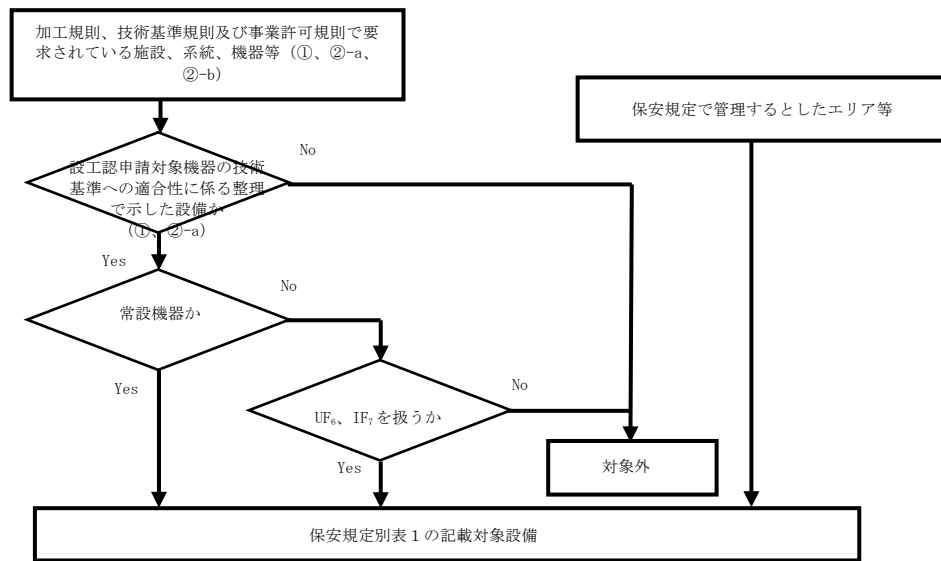 加工規則、技術基準規則及び事業許可規則で要
求されている施設、系統、機器等（①、②-a、
②-b）
保安規定で管理するとしたエリア等
No
設工認申請対象機器の技術
基準への適合性に係る整理
で示した設備か
（①、②-a）
Yes
No
常設機器か
Yes
No
UF₆、IF₇を扱うか
Yes
対象外
保安規定別表１の記載対象設備